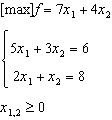 [max]f = 7x₁ + 4x₂
5x₁ + 3x₂ = 6
2x₁ + x₂ = 8
x₁,₂ ≥ 0